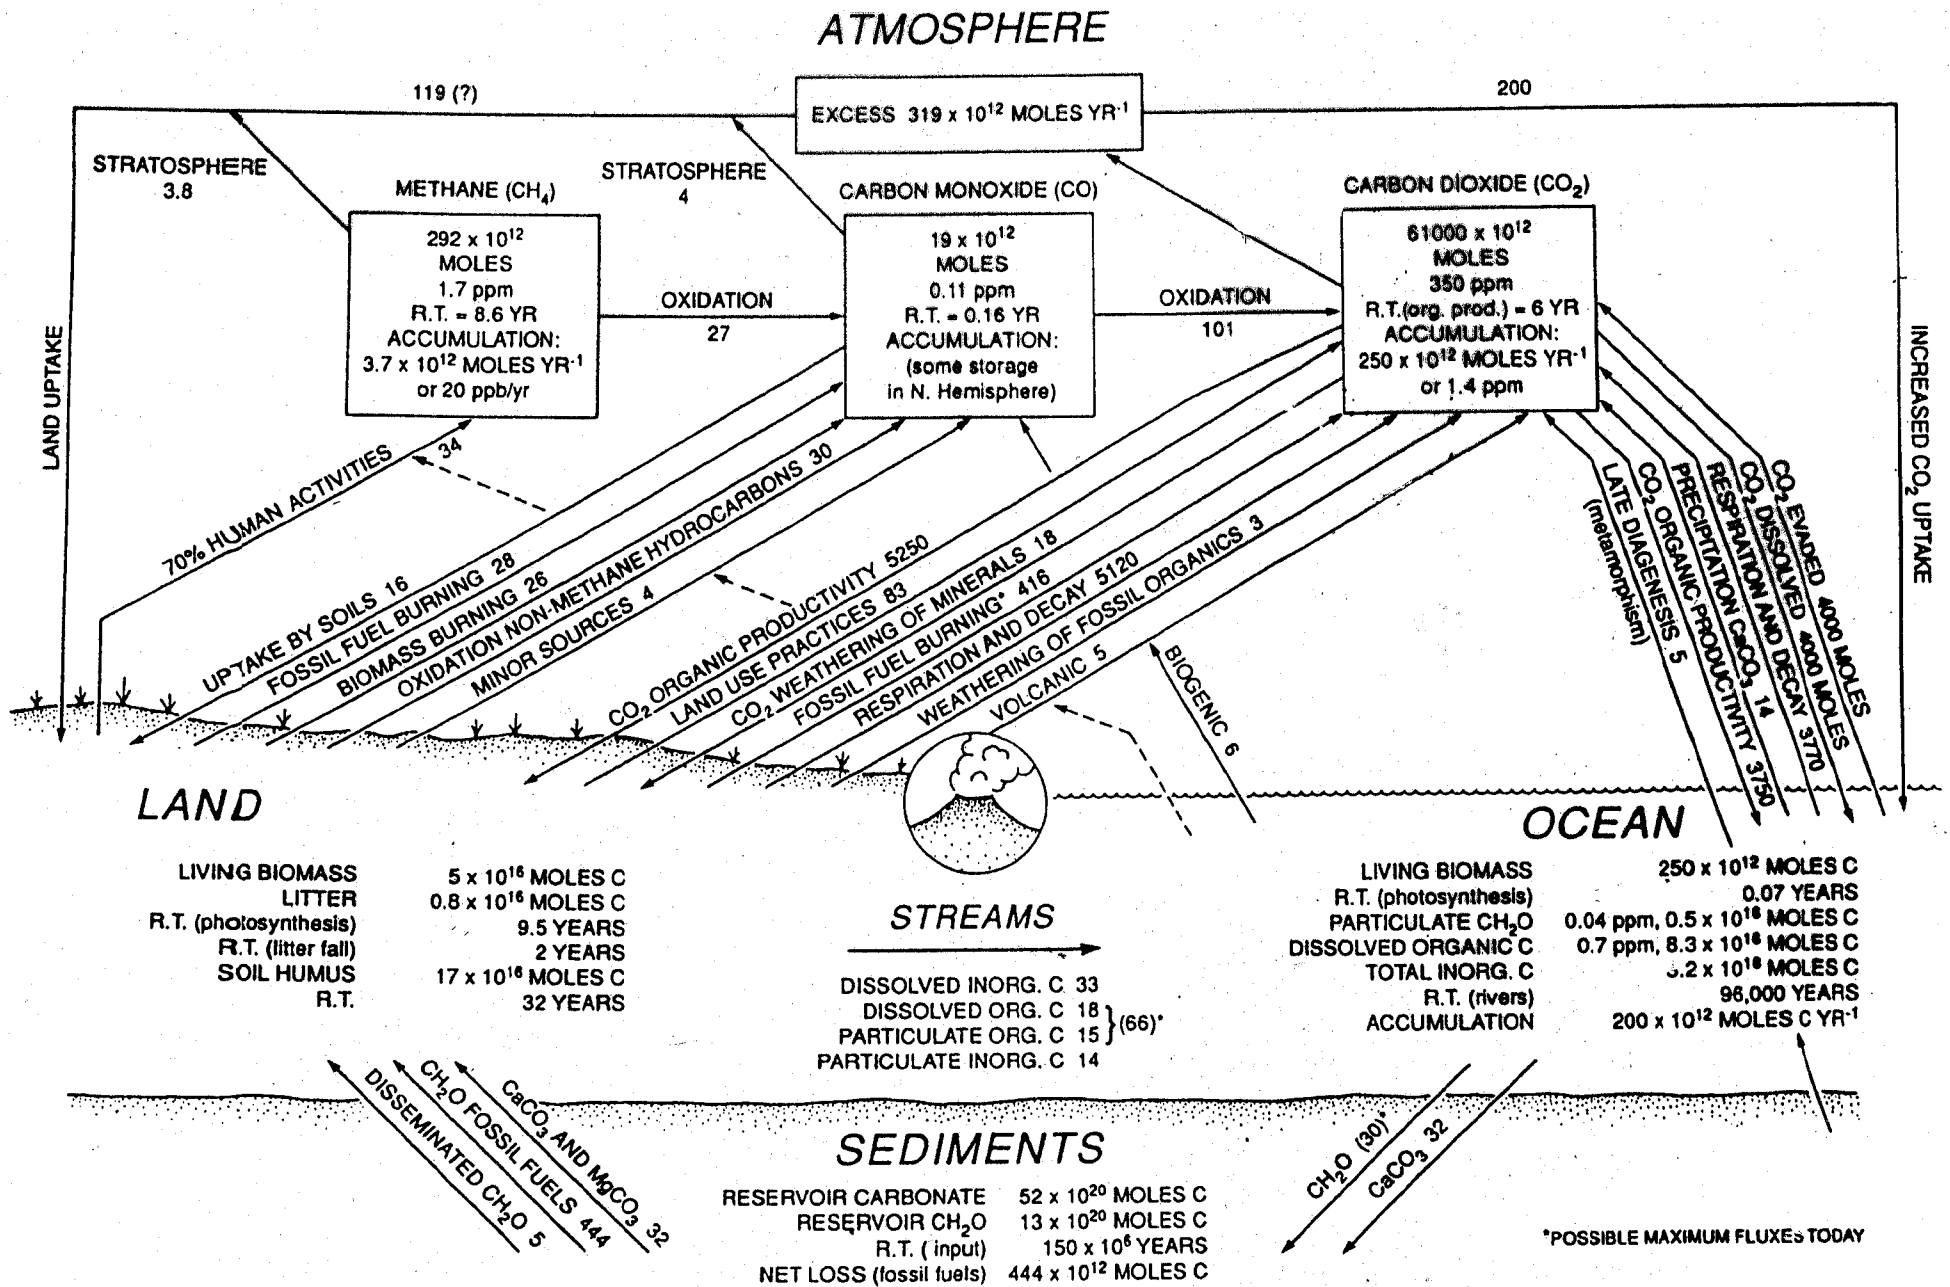 ATMOSPHERE
119 (?)
EXCESS 319 x 10¹² MOLES YR⁻¹
200
STRATOSPHERE
3.8
STRATOSPHERE
4
METHANE (CH₄)
292 x 10¹²
MOLES
1.7 ppm
R.T. = 8.6 YR
ACCUMULATION:
3.7 x 10¹² MOLES YR⁻¹
or 20 ppb/yr
OXIDATION
27
CARBON MONOXIDE (CO)
19 x 10¹²
MOLES
0.11 ppm
R.T. = 0.16 YR
ACCUMULATION:
(some storage
in N. Hemisphere)
OXIDATION
101
CARBON DIOXIDE (CO₂)
61000 x 10¹²
MOLES
350 ppm
R.T.(org. prod.) = 6 YR
ACCUMULATION:
250 x 10¹² MOLES YR⁻¹
or 1.4 ppm
LAND UPTAKE
INCREASED CO₂ UPTAKE
70% HUMAN ACTIVITIES 34
UPTAKE BY SOILS 16
FOSSIL FUEL BURNING 28
BIOMASS BURNING 26
OXIDATION NON-METHANE HYDROCARBONS 30
MINOR SOURCES 4
CO₂ ORGANIC PRODUCTIVITY 5250
LAND USE PRACTICES 83
CO₂ WEATHERING OF MINERALS 18
FOSSIL FUEL BURNING* 416
RESPIRATION AND DECAY 5120
WEATHERING OF FOSSIL ORGANICS 3
VOLCANIC 5
BIOGENIC 6
LATE DIAGENESIS 5
(metamorphism)
CO₂ ORGANIC PRODUCTIVITY 3750
PRECIPITATION CaCO₃ 14
RESPIRATION AND DECAY 3770
CO₂ DISSOLVED 4000 MOLES
CO₂ EVADED 4000 MOLES
LAND
LIVING BIOMASS 5 x 10¹⁶ MOLES C
LITTER 0.8 x 10¹⁶ MOLES C
R.T. (photosynthesis) 9.5 YEARS
R.T. (litter fall) 2 YEARS
SOIL HUMUS 17 x 10¹⁶ MOLES C
R.T. 32 YEARS
STREAMS
DISSOLVED INORG. C 33
DISSOLVED ORG. C 18
PARTICULATE ORG. C 15
(66)*
PARTICULATE INORG. C 14
OCEAN
LIVING BIOMASS 250 x 10¹² MOLES C
R.T. (photosynthesis) 0.07 YEARS
PARTICULATE CH₂O 0.04 ppm, 0.5 x 10¹⁶ MOLES C
DISSOLVED ORGANIC C 0.7 ppm, 8.3 x 10¹⁶ MOLES C
TOTAL INORG. C x 10¹⁸ MOLES C
R.T. (rivers) 96,000 YEARS
ACCUMULATION 200 x 10¹² MOLES C YR⁻¹
DISSEMINATED CH₂O 5
CH₂O FOSSIL FUELS 444
CaCO₃ AND MgCO₃ 32
SEDIMENTS
RESERVOIR CARBONATE 52 x 10²⁰ MOLES C
RESERVOIR CH₂O 13 x 10²⁰ MOLES C
R.T. ( input) 150 x 10⁶ YEARS
NET LOSS (fossil fuels) 444 x 10¹² MOLES C
CH₂O (30)*
CaCO₃ 32
*POSSIBLE MAXIMUM FLUXES TODAY